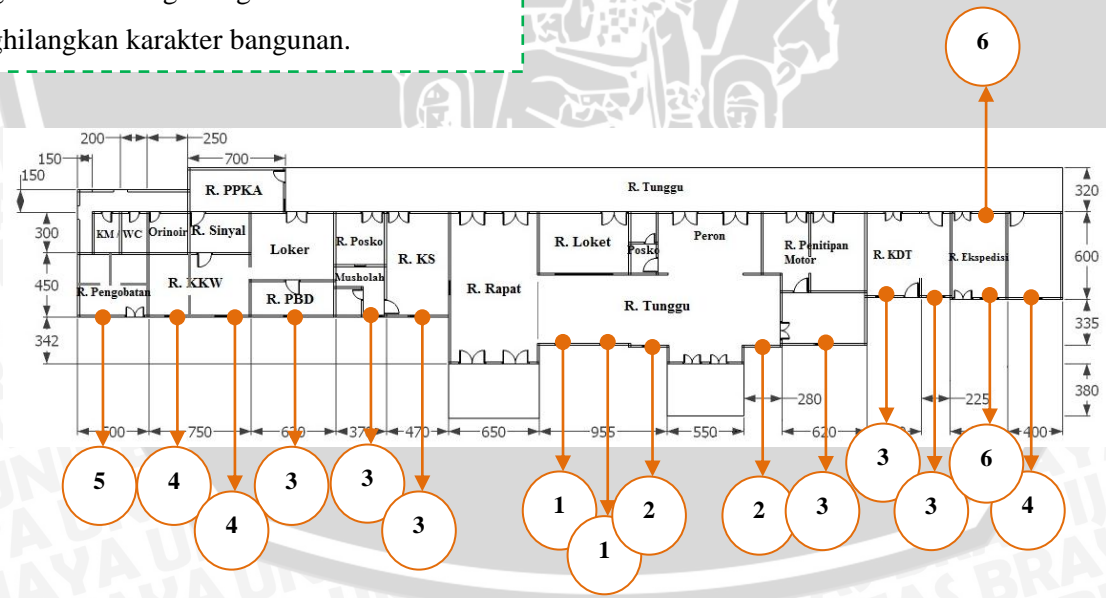 ghilangkan karakter bangunan.
6
200
250
150
700
150
R. PPKA
R. Tunggu
320
300
KM
WC
Orinoir
R. Sinyal
Loker
R. Posko
R. KS
R. Loket
Posko
Peron
R. Penitipan
Motor
R. KDT
R. Ekspedisi
600
450
R. Pengobatan
R. KKW
R. PBD
Musholah
R. Rapat
R. Tunggu
342
335
280
225
380
750
470
650
955
550
620
400
5
4
4
3
3
3
1
1
2
2
3
3
3
6
4